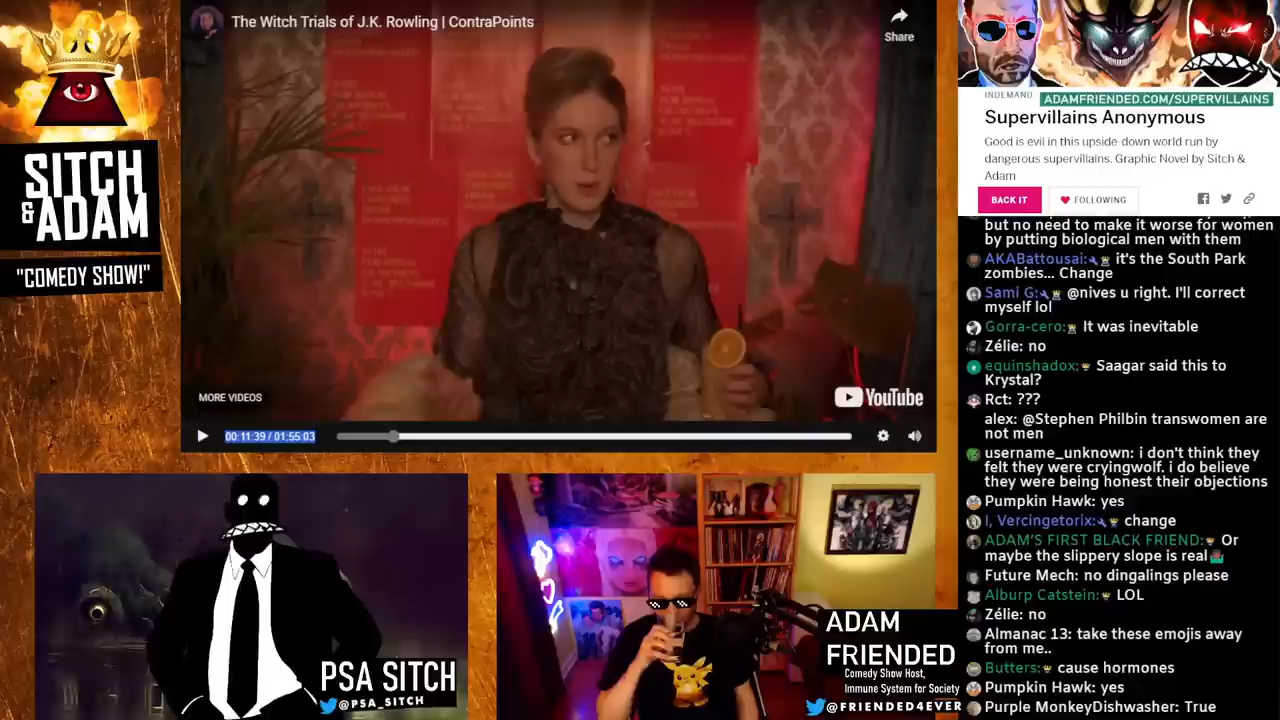 The Witch Trials of J.K. Rowling | ContraPoints
Share
MORE VIDEOS
YouTube
00:11:39 / 01:55:03
SITCH
& ADAM
"COMEDY SHOW!"
PSA SITCH
@PSA_SITCH
ADAM
FRIENDED
Comedy Show Host,
Immune System for Society
@FRIENDED4EVER
INDEMAND
ADAMFRIENDED.COM/SUPERVILLAINS
Supervillains Anonymous
Good is evil in this upside-down world run by
dangerous supervillains. Graphic Novel by Sitch &
Adam
BACK IT
FOLLOWING
but no need to make it worse for women
by putting biological men with them
AKABattousai: it's the South Park
zombies... Change
Sami G: @nives u right. I'll correct
myself lol
Gorra-cero: It was inevitable
Zélie: no
equinshadox: Saagar said this to
Krystal?
Rct: ???
alex: @Stephen Philbin transwomen are
not men
username_unknown: i don't think they
felt they were cryingwolf. i do believe
they were being honest their objections
Pumpkin Hawk: yes
I, Vercingetorix: change
ADAM'S FIRST BLACK FRIEND: Or
maybe the slippery slope is real
Future Mech: no dingalings please
Alburp Catstein: LOL
Zélie: no
Almanac 13: take these emojis away
from me..
Butters: cause hormones
Pumpkin Hawk: yes
Purple MonkeyDishwasher: True